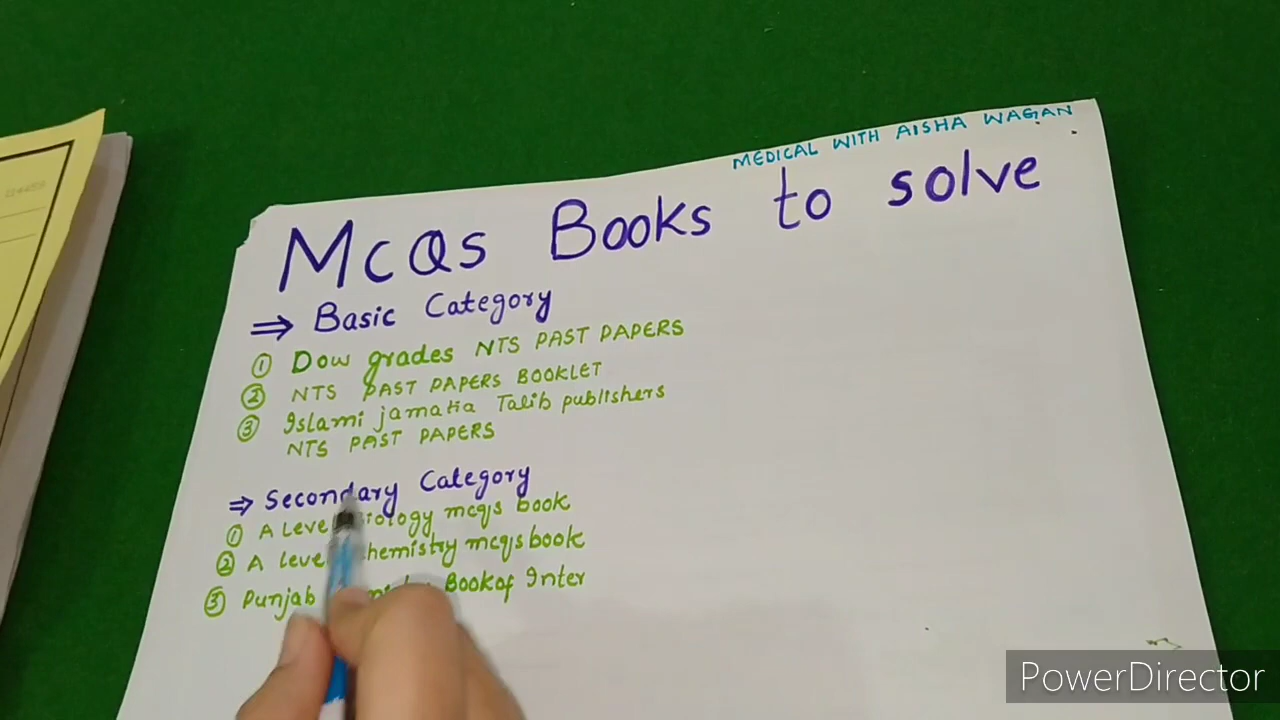 MEDICAL WITH AISHA WAGAN
McQs Books to solve
⇒ Basic Category
① Dow grades NTS PAST PAPERS
② NTS PAST PAPERS BOOKLET
③ Islami jamatia Talib publishers
NTS PAST PAPERS
⇒ Secondary Category
① A Level Biology mcqs book
② A level chemistry mcqs book
③ Punjab Book of Inter
PowerDirector